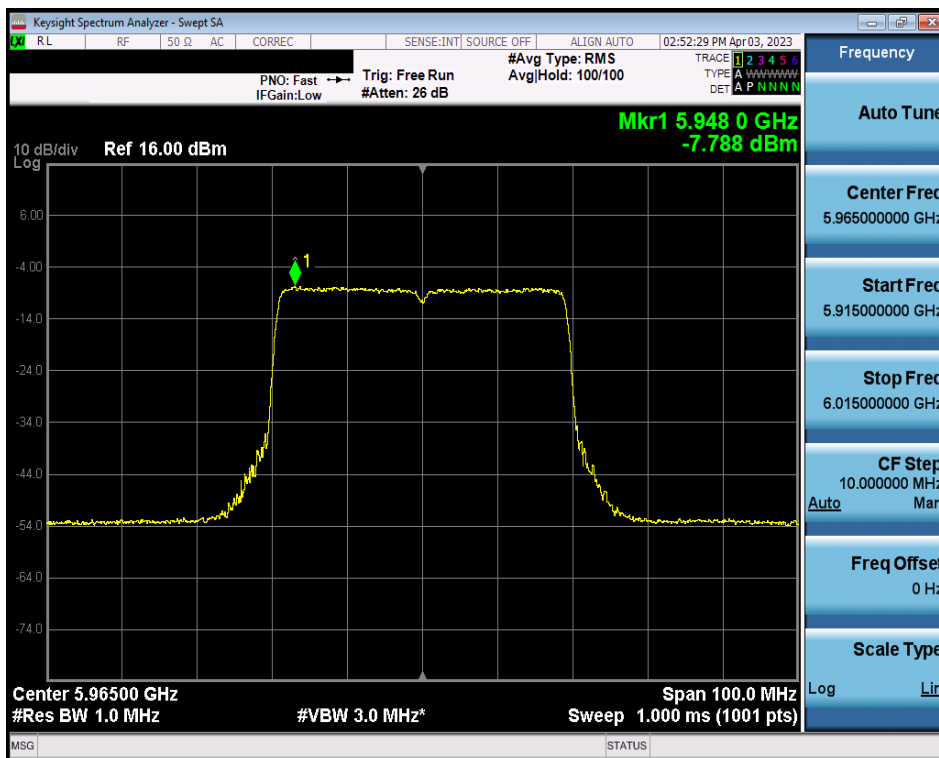 Keysight Spectrum Analyzer - Swept SA
LXI RL RF 50 Ω AC CORREC SENSE:INT SOURCE OFF ALIGN AUTO 02:52:29 PM Apr 03, 2023
PNO: Fast
IFGain:Low
Trig: Free Run
#Atten: 26 dB
#Avg Type: RMS
Avg|Hold: 100/100
TRACE 1 2 3 4 5 6
TYPE A WWWWW
DET A P N N N N
Mkr1 5.948 0 GHz
-7.788 dBm
10 dB/div Ref 16.00 dBm
Log
1
6.00
-4.00
-14.0
-24.0
-34.0
-44.0
-54.0
-64.0
-74.0
Center 5.96500 GHz Span 100.0 MHz
#Res BW 1.0 MHz #VBW 3.0 MHz* Sweep 1.000 ms (1001 pts)
MSG STATUS
Frequency
Auto Tune
Center Freq
5.965000000 GHz
Start Freq
5.915000000 GHz
Stop Freq
6.015000000 GHz
CF Step
10.000000 MHz
Auto Man
Freq Offset
0 Hz
Scale Type
Log Lin